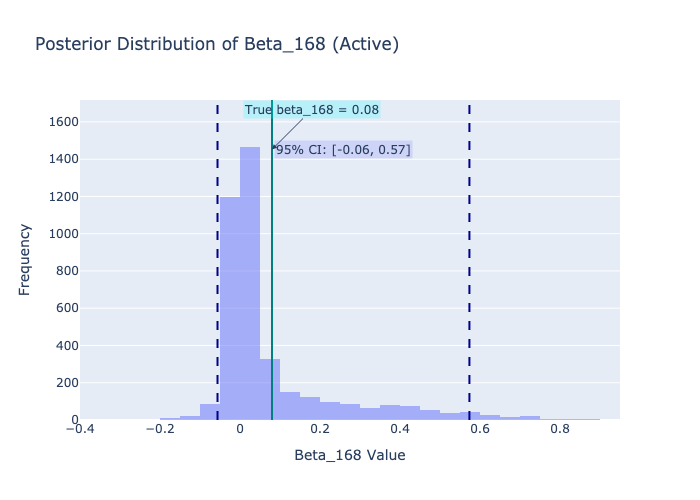 Posterior Distribution of Beta_168 (Active)
True beta_168 = 0.08
95% CI: [-0.06, 0.57]
1600
1400
1200
1000
800
600
400
200
0
Frequency
−0.4 −0.2 0 0.2 0.4 0.6 0.8
Beta_168 Value